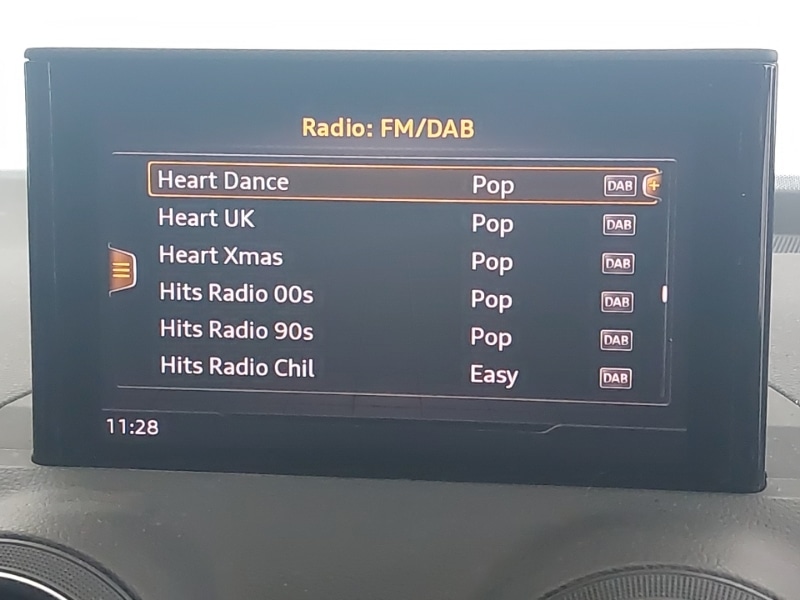 Radio: FM/DAB
Heart Dance Pop DAB +
Heart UK Pop DAB
Heart Xmas Pop DAB
Hits Radio 00s Pop DAB
Hits Radio 90s Pop DAB
Hits Radio Chil Easy DAB
11:28